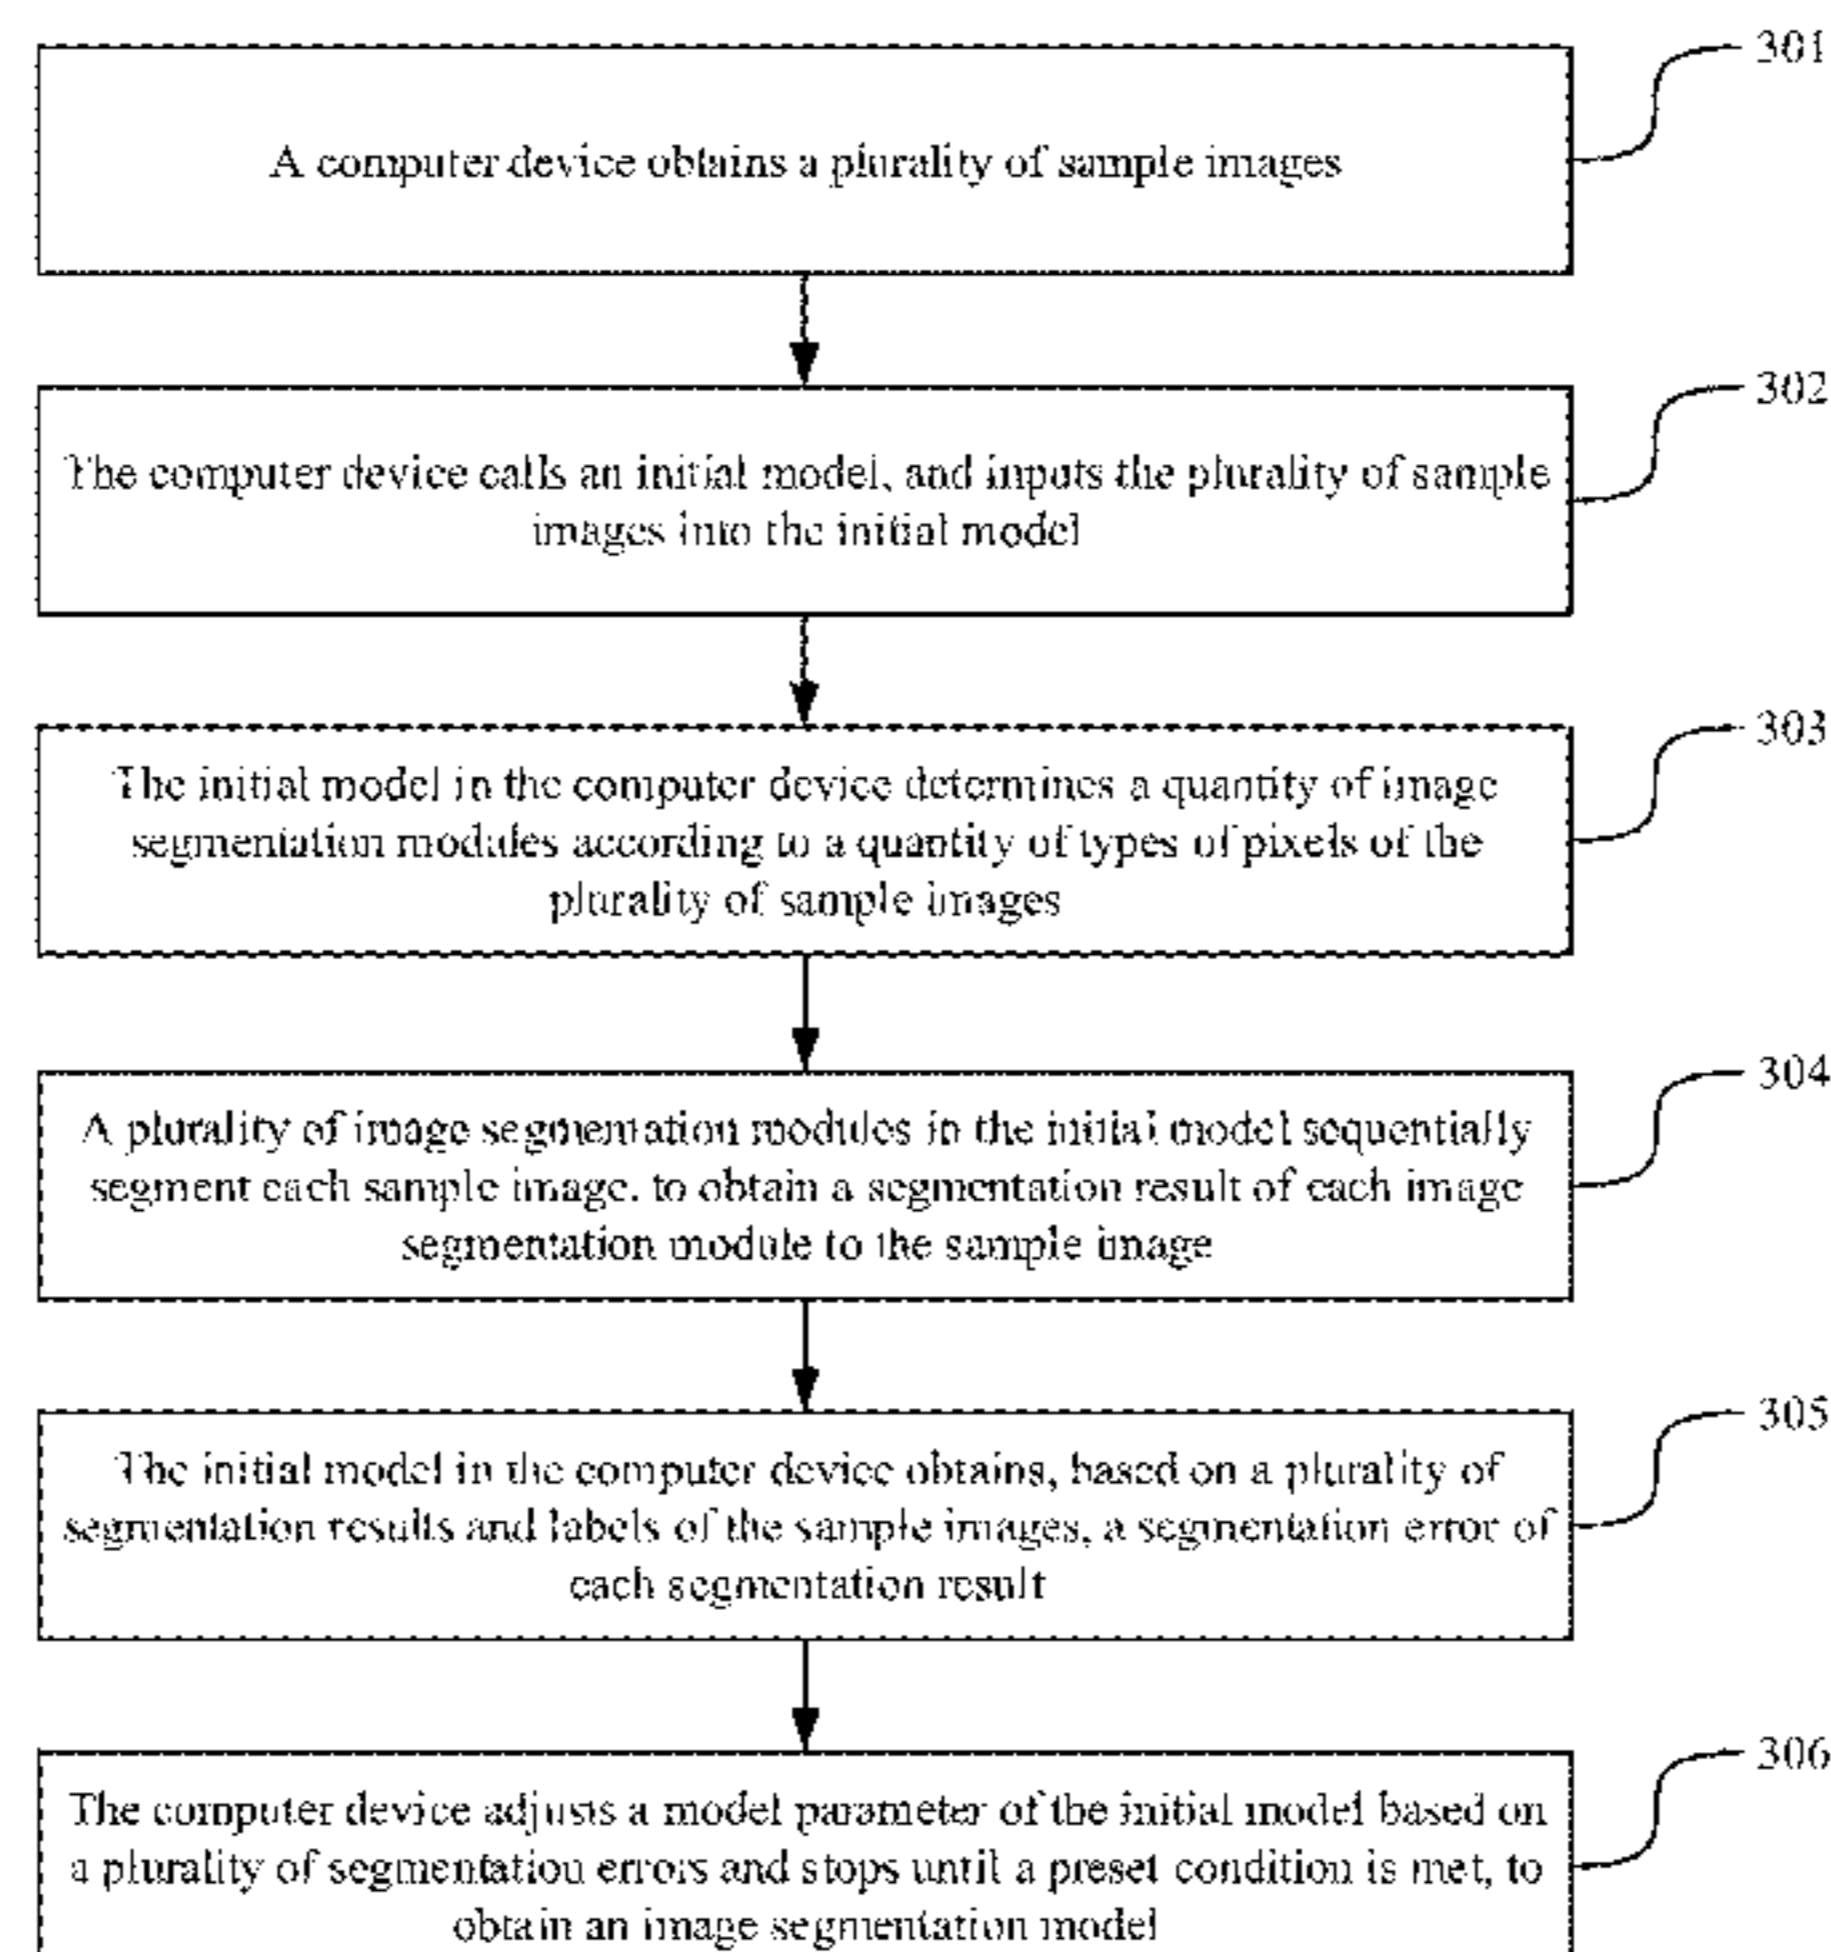 301
A computer device obtains a plurality of sample images
302
The computer device calls an initial model, and inputs the plurality of sample
images into the initial model
303
The initial model in the computer device determines a quantity of image
segmentation modules according to a quantity of types of pixels of the
plurality of sample images
304
A plurality of image segmentation modules in the initial model sequentially
segment each sample image, to obtain a segmentation result of each image
segmentation module to the sample image
305
The initial model in the computer device obtains, based on a plurality of
segmentation results and labels of the sample images, a segmentation error of
each segmentation result
306
The computer device adjusts a model parameter of the initial model based on
a plurality of segmentation errors and stops until a preset condition is met, to
obtain an image segmentation model